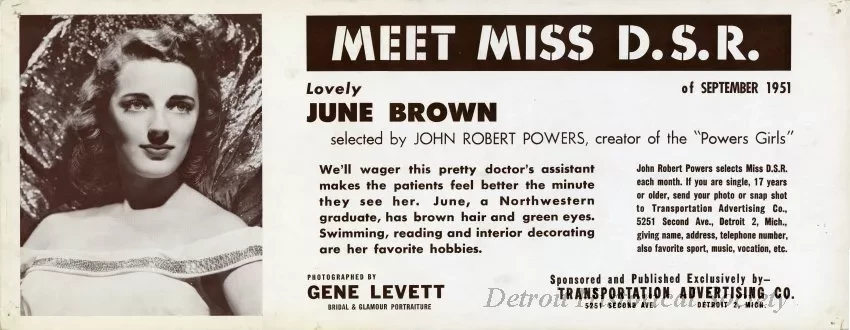 MEET MISS D.S.R.
Lovely
of SEPTEMBER 1951
JUNE BROWN
selected by JOHN ROBERT POWERS, creator of the "Powers Girls"
We'll wager this pretty doctor's assistant
makes the patients feel better the minute
they see her. June, a Northwestern
graduate, has brown hair and green eyes.
Swimming, reading and interior decorating
are her favorite hobbies.
John Robert Powers selects Miss D.S.R.
each month. If you are single, 17 years
or older, send your photo or snap shot
to Transportation Advertising Co.,
5251 Second Ave., Detroit 2, Mich.,
giving name, address, telephone number,
also favorite sport, music, vocation, etc.
PHOTOGRAPHED BY
GENE LEVETT
BRIDAL & GLAMOUR PORTRAITURE
Sponsored and Published Exclusively by—
TRANSPORTATION ADVERTISING CO.
5251 SECOND AVE. DETROIT 2, MICH.
Detroit Historical Society